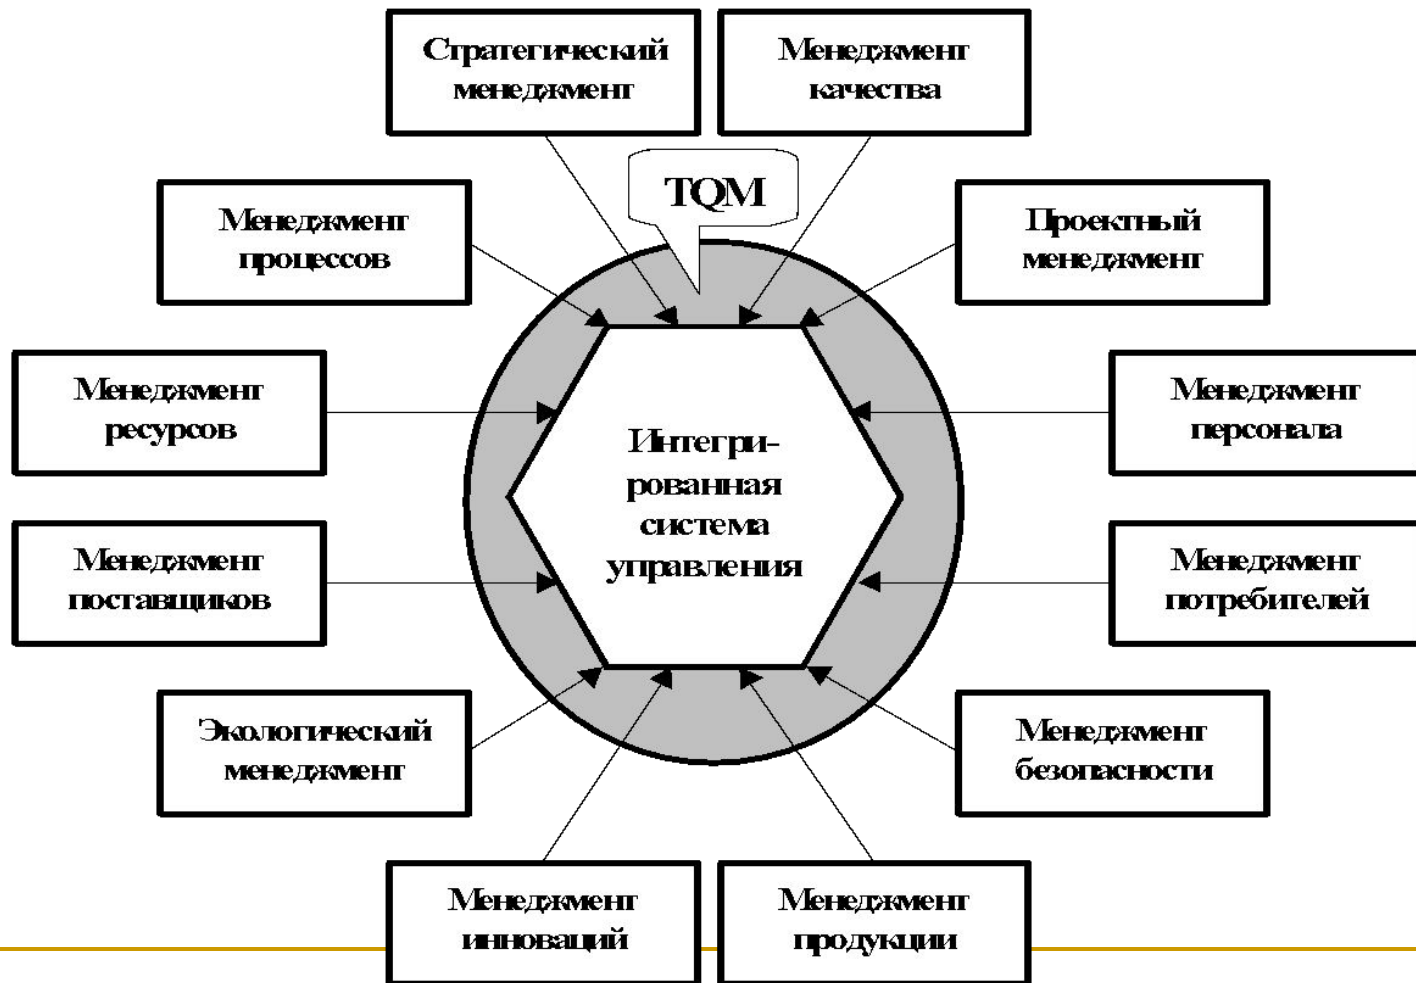 Стратегический
менеджмент
Менеджмент
качества
TQM
Менеджмент
процессов
Проектный
менеджмент
Менеджмент
ресурсов
Менеджмент
персонала
Интегри-
рованная
система
управления
Менеджмент
поставщиков
Менеджмент
потребителей
Экологический
менеджмент
Менеджмент
безопасности
Менеджмент
инноваций
Менеджмент
продукции